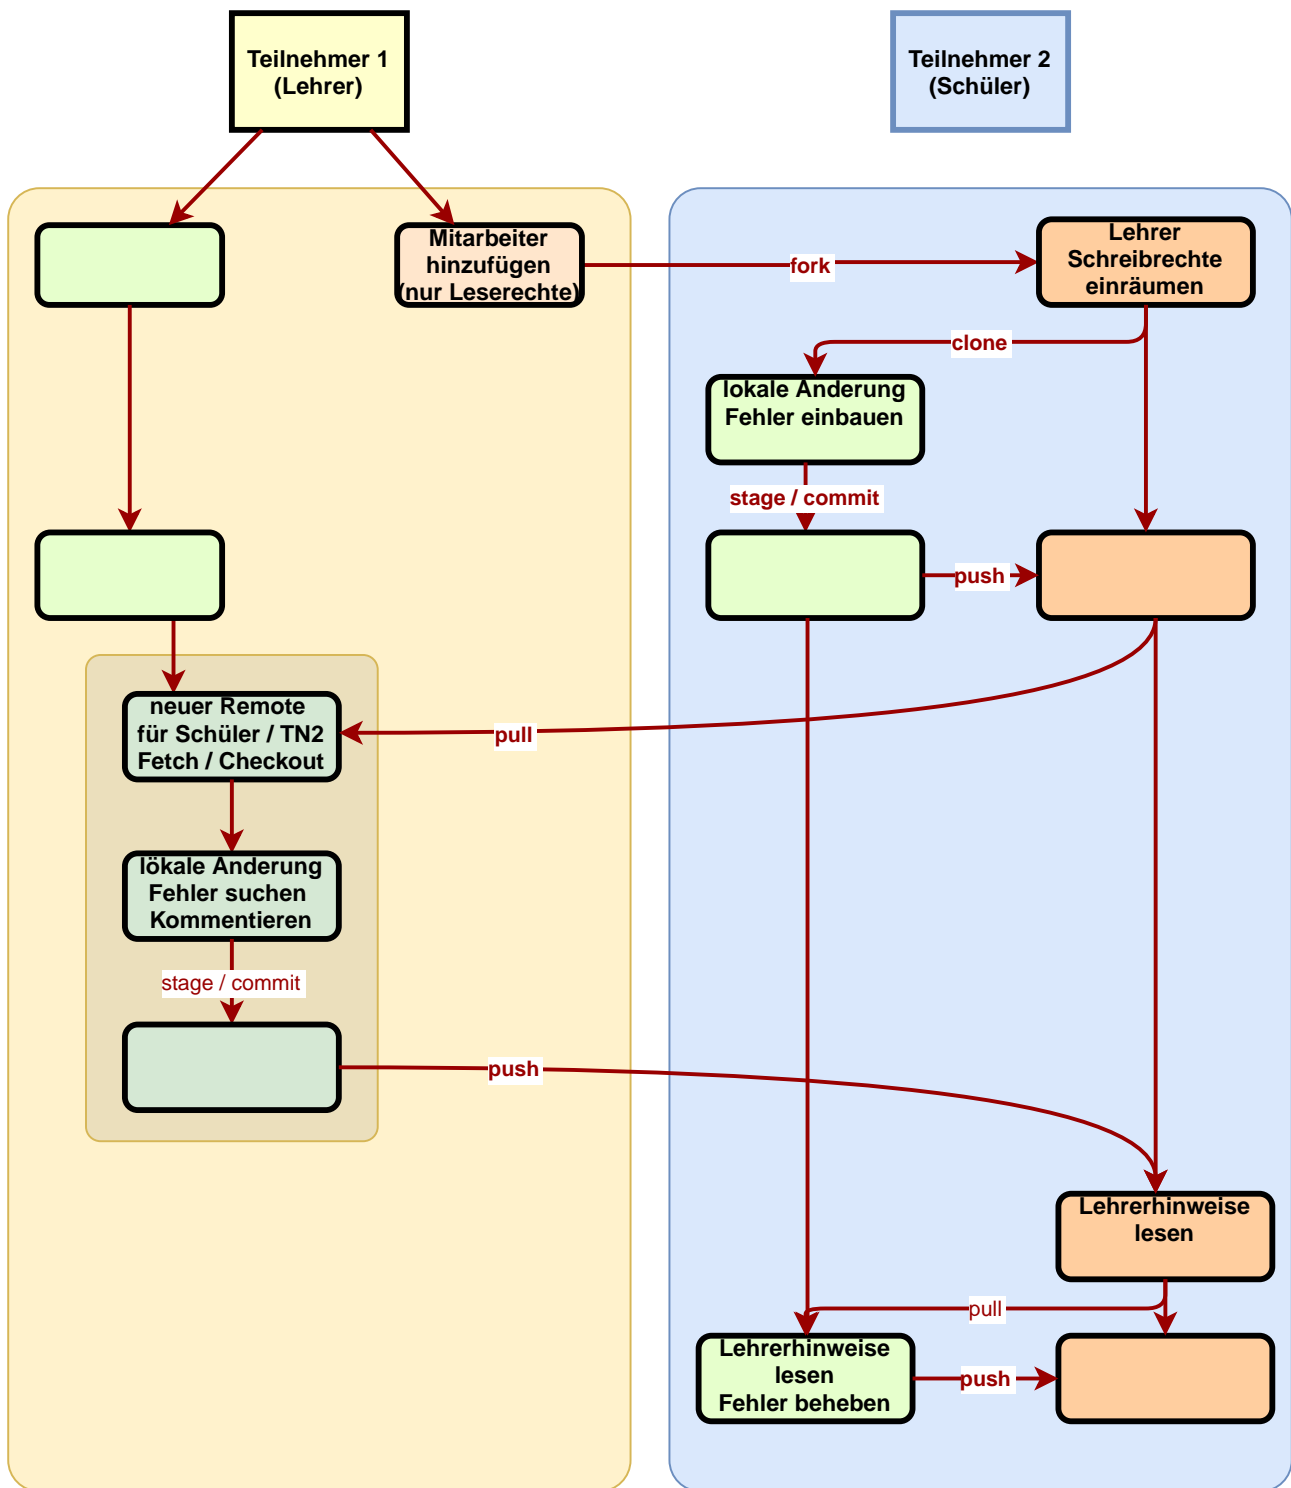 Teilnehmer 1
(Lehrer)
Teilnehmer 2
(Schüler)
Mitarbeiter
hinzufügen
(nur Leserechte)
fork
Lehrer
Schreibrechte
einräumen
clone
lokale Änderung
Fehler einbauen
stage / commit
push
neuer Remote
für Schüler / TN2
Fetch / Checkout
pull
lökale Änderung
Fehler suchen
Kommentieren
stage / commit
push
Lehrerhinweise
lesen
pull
Lehrerhinweise
lesen
Fehler beheben
push